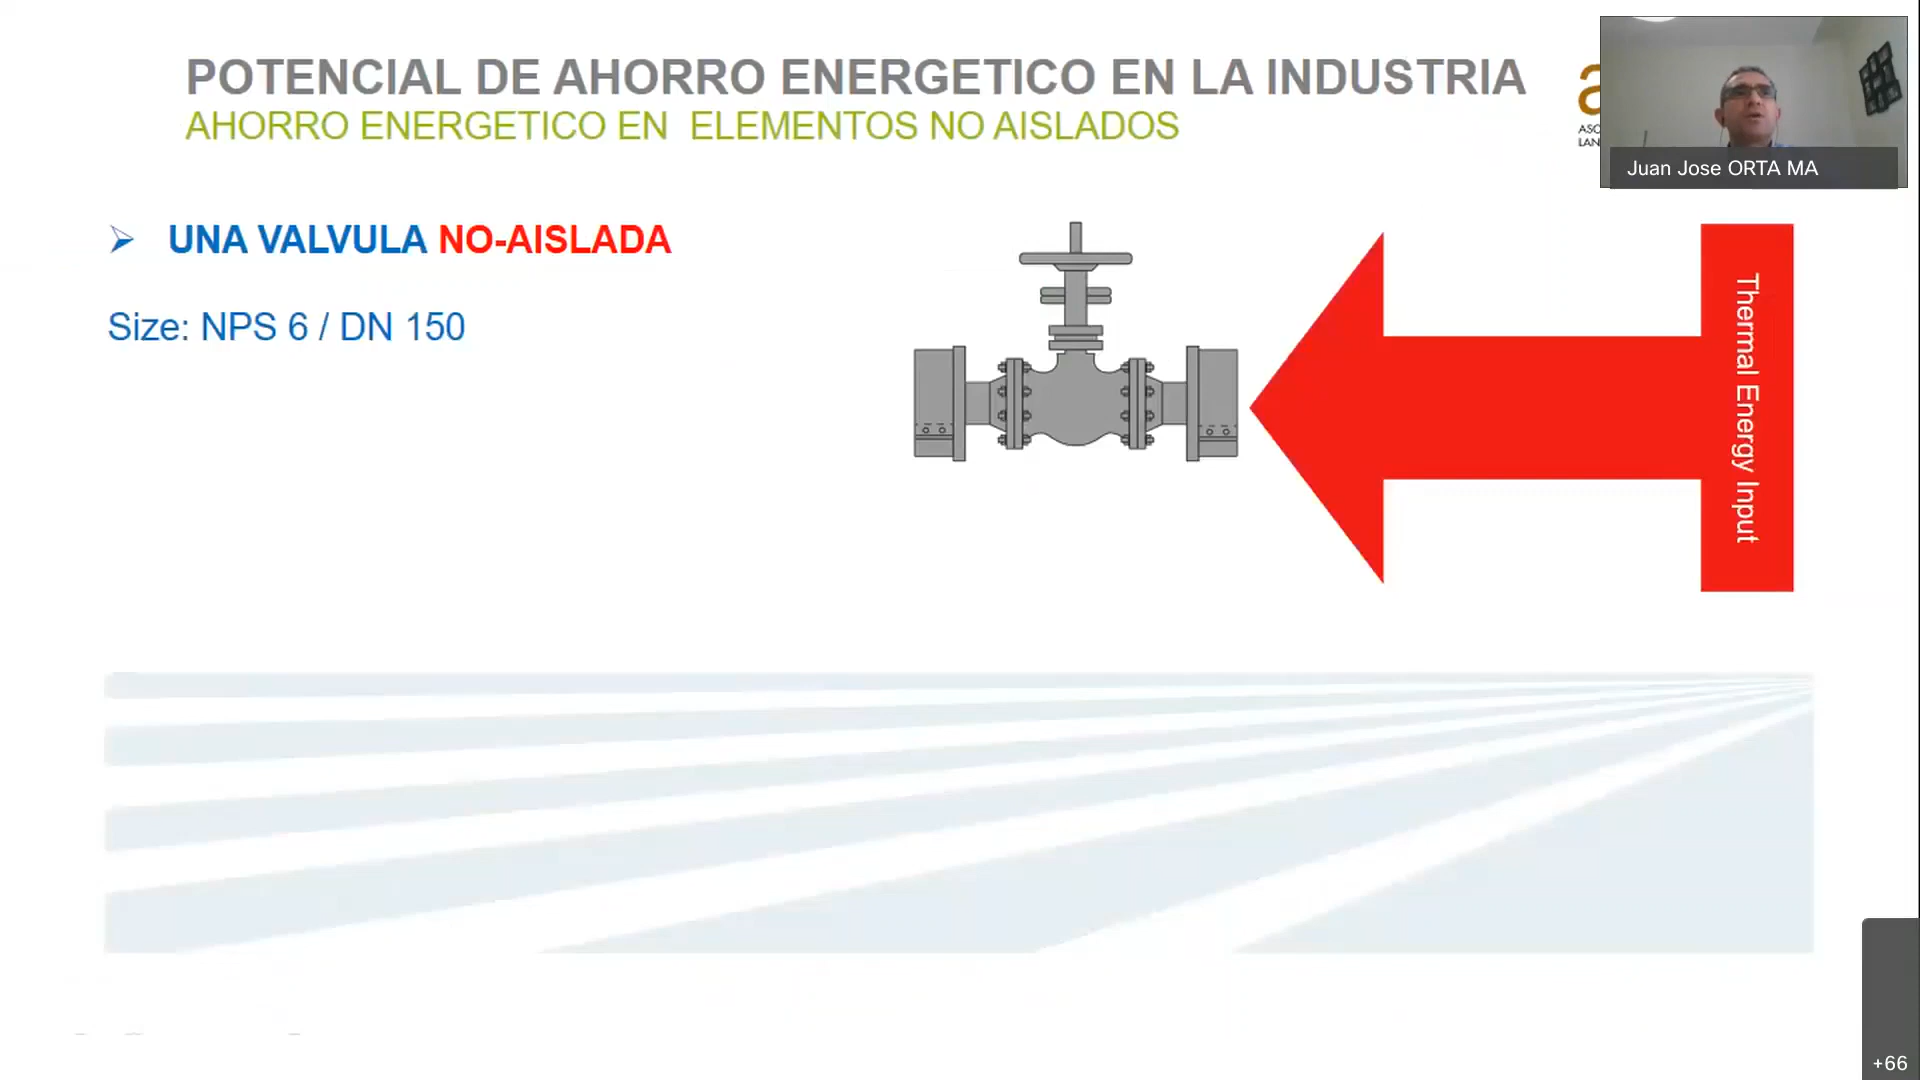 POTENCIAL DE AHORRO ENERGETICO EN LA INDUSTRIA
AHORRO ENERGETICO EN ELEMENTOS NO AISLADOS
Juan Jose ORTA MA
UNA VALVULA NO-AISLADA
Size: NPS 6 / DN 150
Thermal Energy Input
+66